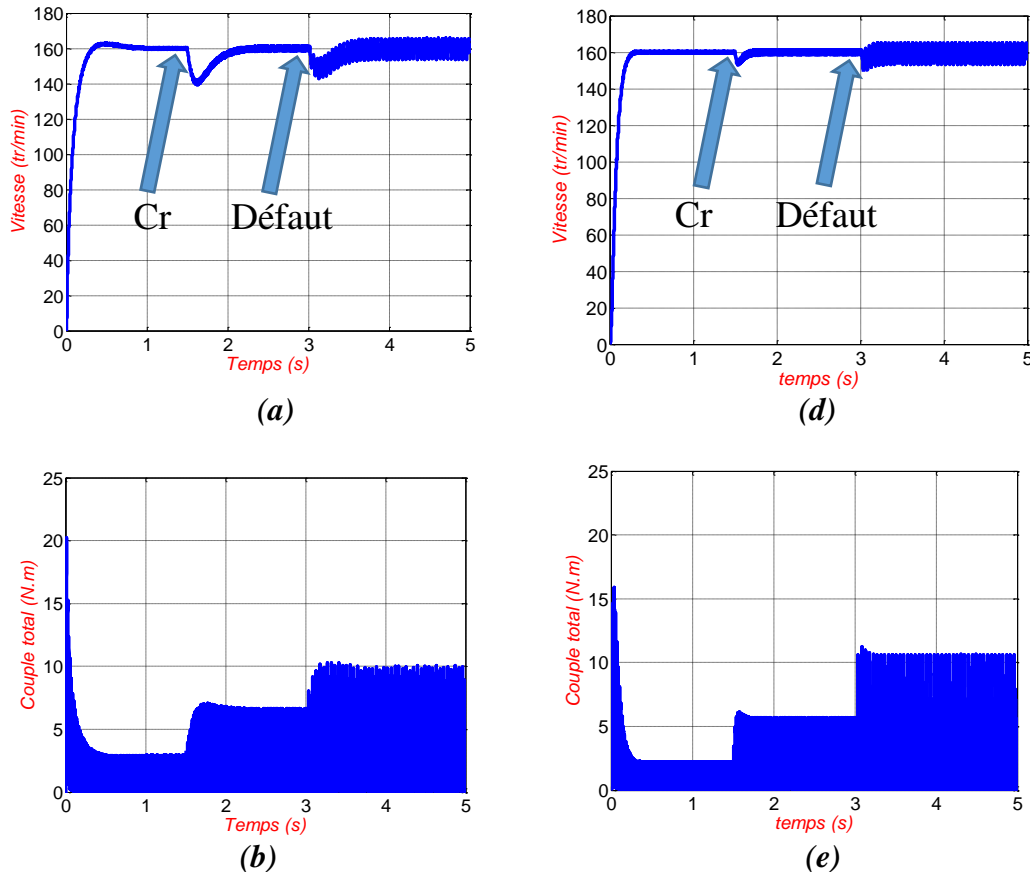 180
160
140
120
100
80
60
40
20
0
Vitesse (tr/min)
Cr
Défaut
0 1 2 3 4 5
Temps (s)
(a)
180
160
140
120
100
80
60
40
20
0
Vitesse (tr/min)
Cr
Défaut
0 1 2 3 4 5
temps (s)
(d)
25
20
15
10
5
0
Couple total (N.m)
0 1 2 3 4 5
Temps (s)
(b)
25
20
15
10
5
0
Couple total (N.m)
0 1 2 3 4 5
temps (s)
(e)